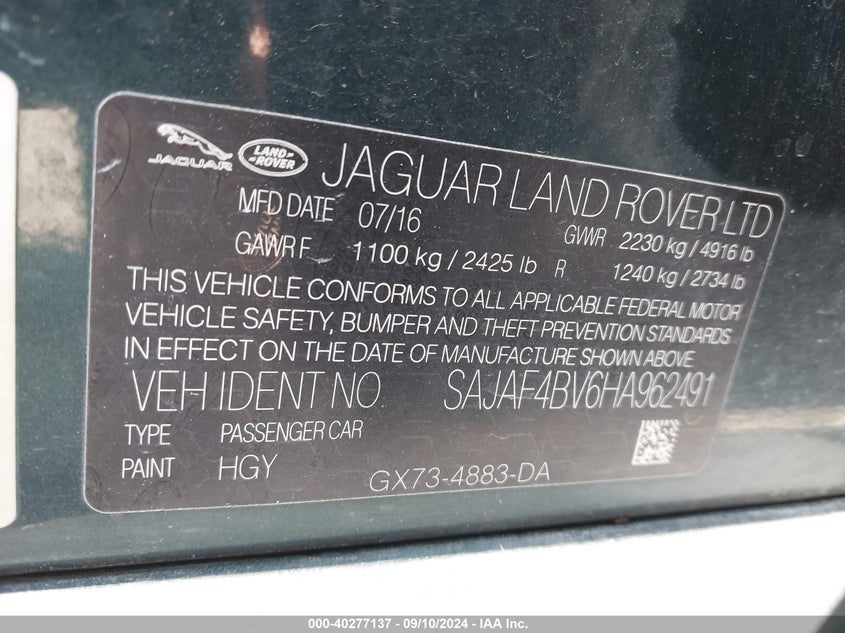 JAGUAR
LAND ROVER
JAGUAR LAND ROVER LTD
MFD DATE 07/16 GVWR 2230 kg / 4916 lb
GAWR F 1100 kg / 2425 lb R 1240 kg / 2734 lb
THIS VEHICLE CONFORMS TO ALL APPLICABLE FEDERAL MOTOR
VEHICLE SAFETY, BUMPER AND THEFT PREVENTION STANDARDS
IN EFFECT ON THE DATE OF MANUFACTURE SHOWN ABOVE
VEH IDENT NO SAJAF4BV6HA962491
TYPE PASSENGER CAR
PAINT HGY
GX73-4883-DA
000-40277137 - 09/10/2024 - IAA Inc.